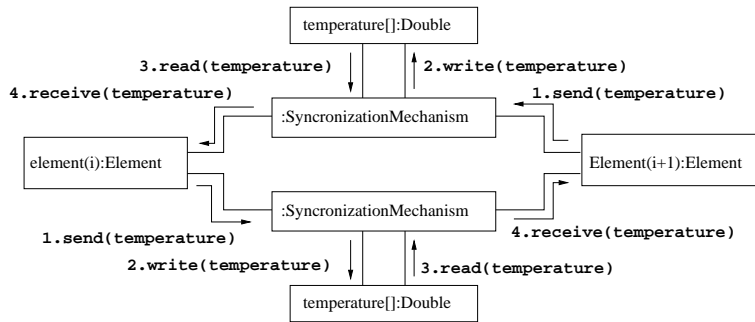 temperature[]:Double
3.read(temperature)
2.write(temperature)
4.receive(temperature)
1.send(temperature)
:SyncronizationMechanism
element(i):Element
Element(i+1):Element
:SyncronizationMechanism
1.send(temperature)
4.receive(temperature)
2.write(temperature)
3.read(temperature)
temperature[]:Double